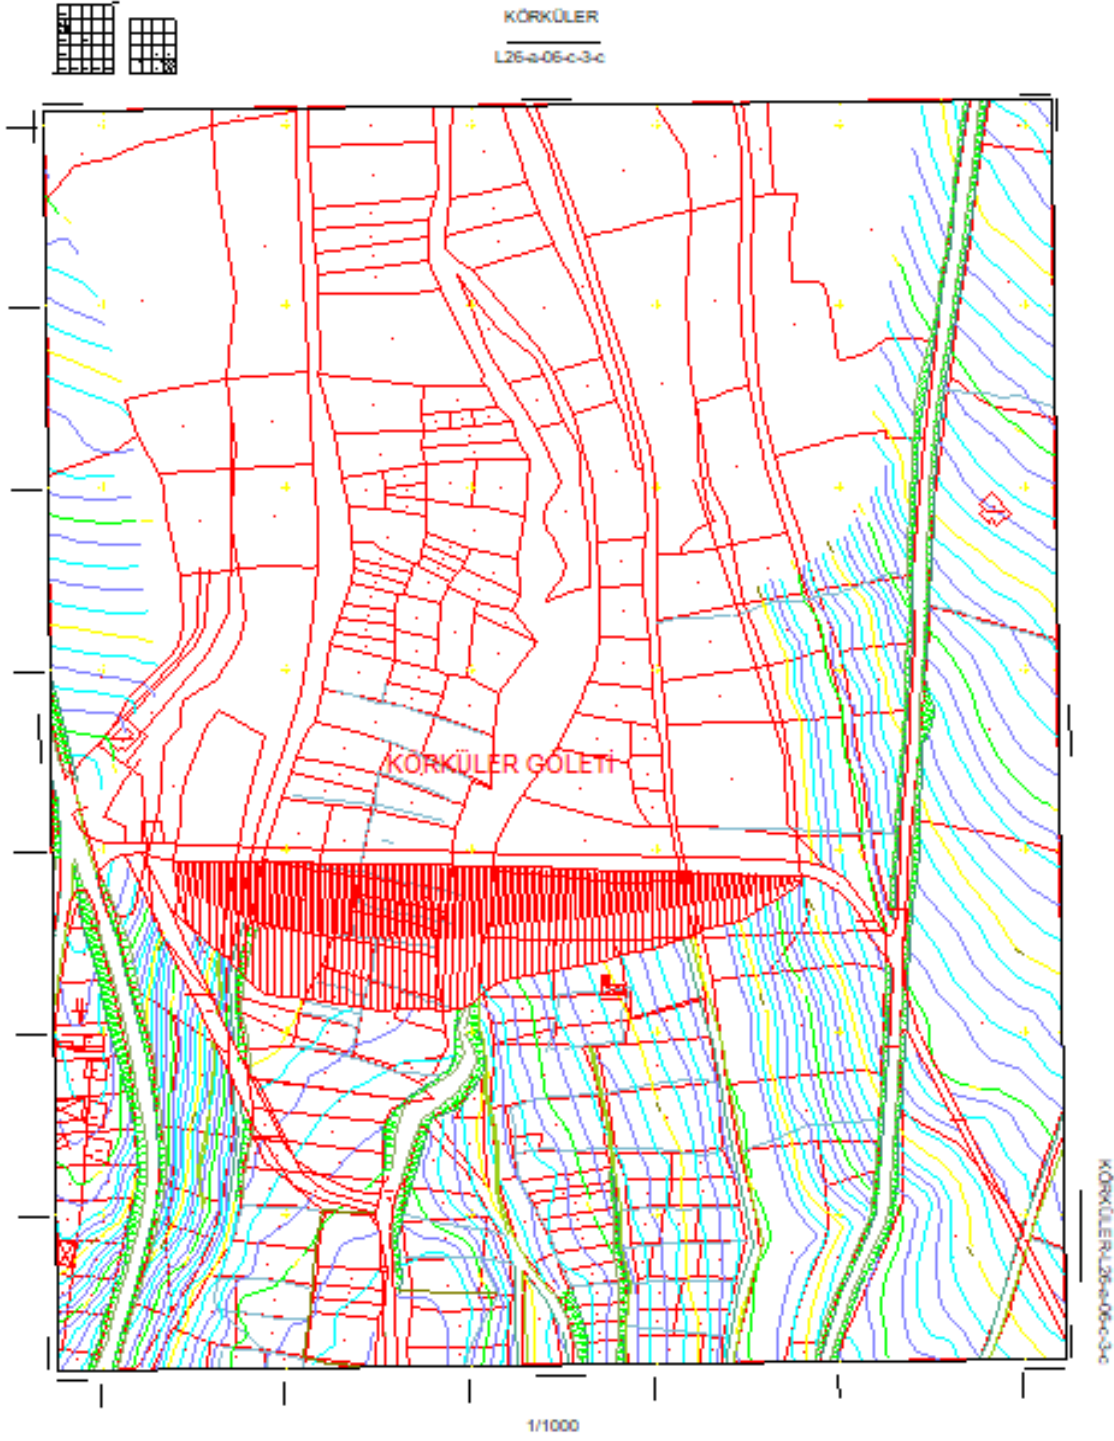 KÖRKÜLER
L26-a-06-c-3-c
KÖRKÜLER GÖLETİ
KÖRKÜLER-L26-a-06-c-3-c
1/1000